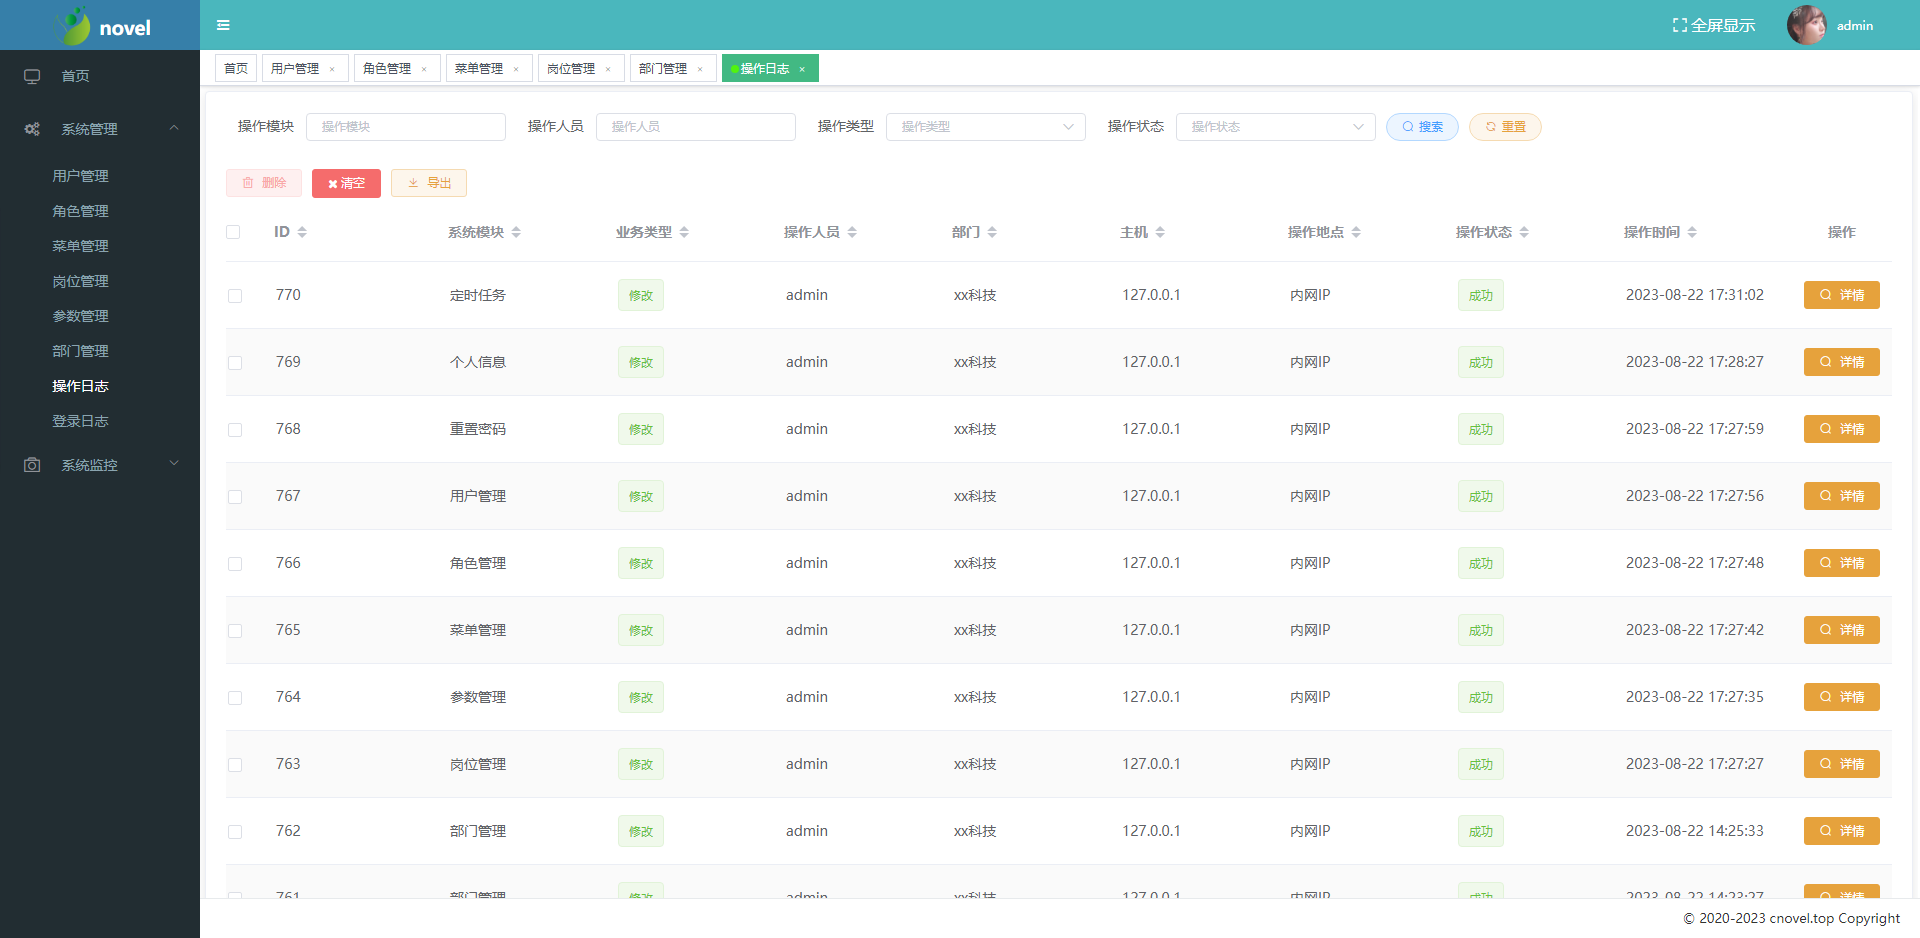 novel
全屏显示 admin
首页 用户管理 × 角色管理 × 菜单管理 × 岗位管理 × 部门管理 × 操作日志 ×
首页
系统管理
用户管理
角色管理
菜单管理
岗位管理
参数管理
部门管理
操作日志
登录日志
系统监控
操作模块 操作模块 操作人员 操作人员 操作类型 操作类型 操作状态 操作状态 搜索 重置
删除 清空 导出
ID 系统模块 业务类型 操作人员 部门 主机 操作地点 操作状态 操作时间 操作
770 定时任务 修改 admin xx科技 127.0.0.1 内网IP 成功 2023-08-22 17:31:02 详情
769 个人信息 修改 admin xx科技 127.0.0.1 内网IP 成功 2023-08-22 17:28:27 详情
768 重置密码 修改 admin xx科技 127.0.0.1 内网IP 成功 2023-08-22 17:27:59 详情
767 用户管理 修改 admin xx科技 127.0.0.1 内网IP 成功 2023-08-22 17:27:56 详情
766 角色管理 修改 admin xx科技 127.0.0.1 内网IP 成功 2023-08-22 17:27:48 详情
765 菜单管理 修改 admin xx科技 127.0.0.1 内网IP 成功 2023-08-22 17:27:42 详情
764 参数管理 修改 admin xx科技 127.0.0.1 内网IP 成功 2023-08-22 17:27:35 详情
763 岗位管理 修改 admin xx科技 127.0.0.1 内网IP 成功 2023-08-22 17:27:27 详情
762 部门管理 修改 admin xx科技 127.0.0.1 内网IP 成功 2023-08-22 14:25:33 详情
761 部门管理 修改 admin xx科技 127.0.0.1 内网IP 成功 2023-08-22 14:23:27 详情
© 2020-2023 cnovel.top Copyright